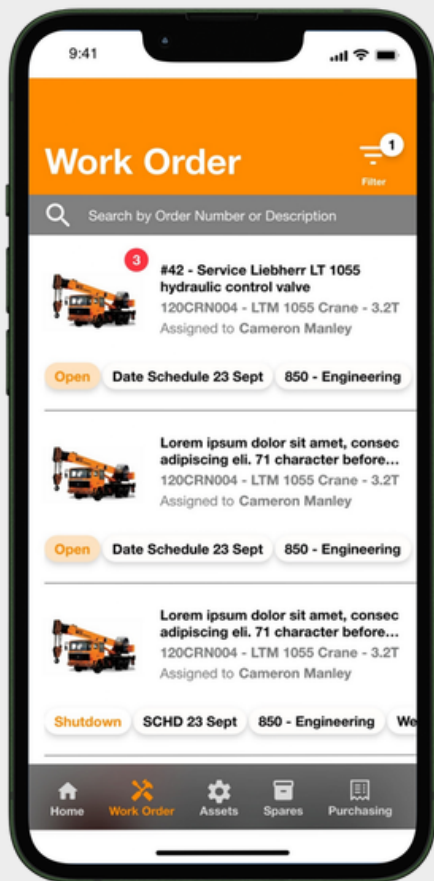 9:41
Work Order
1
Filter
Search by Order Number or Description
3
#42 - Service Liebherr LT 1055
hydraulic control valve
120CRN004 - LTM 1055 Crane - 3.2T
Assigned to Cameron Manley
Open
Date Schedule 23 Sept
850 - Engineering
Lorem ipsum dolor sit amet, consec
adipiscing eli. 71 character before...
120CRN004 - LTM 1055 Crane - 3.2T
Assigned to Cameron Manley
Open
Date Schedule 23 Sept
850 - Engineering
Lorem ipsum dolor sit amet, consec
adipiscing eli. 71 character before...
120CRN004 - LTM 1055 Crane - 3.2T
Assigned to Cameron Manley
Shutdown
SCHD 23 Sept
850 - Engineering
We
Home
Work Order
Assets
Spares
Purchasing